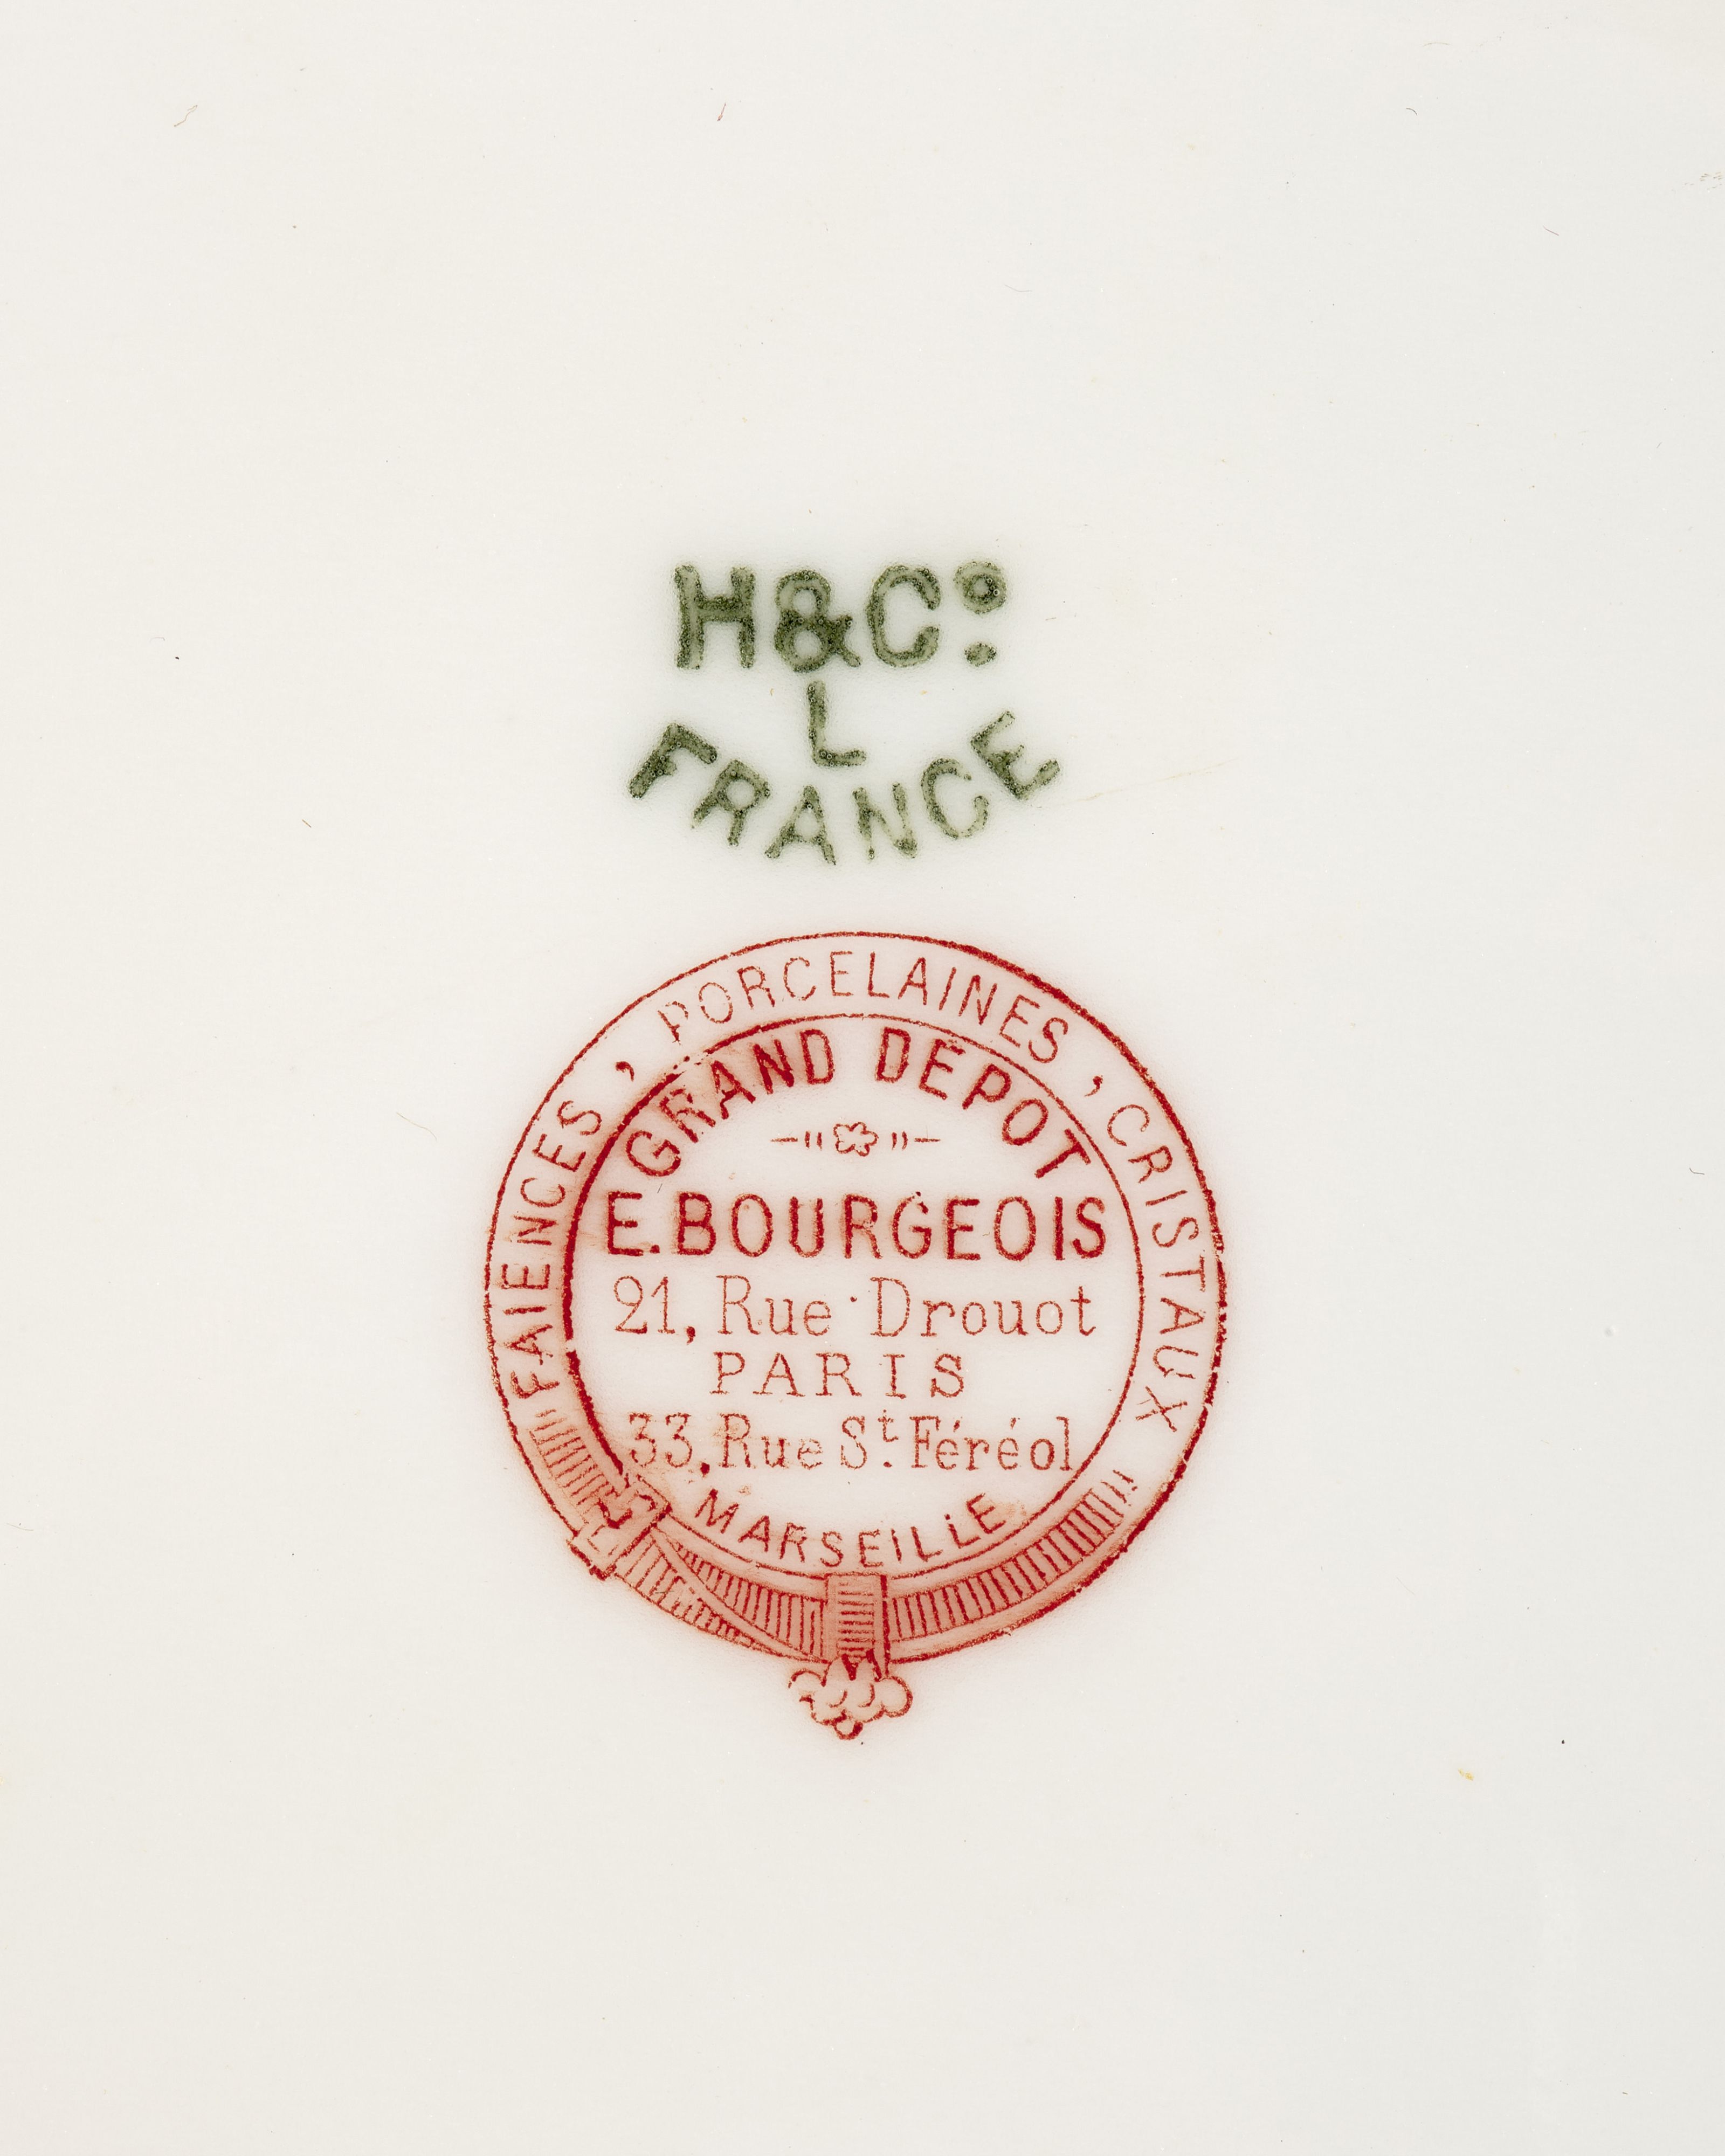 H&Cº.
L
FRANCE
FAIENCES, PORCELAINES, CRISTAUX
GRAND DEPOT
E. BOURGEOIS
21, Rue Drouot
PARIS
33, Rue St. Féréol
MARSEILLE